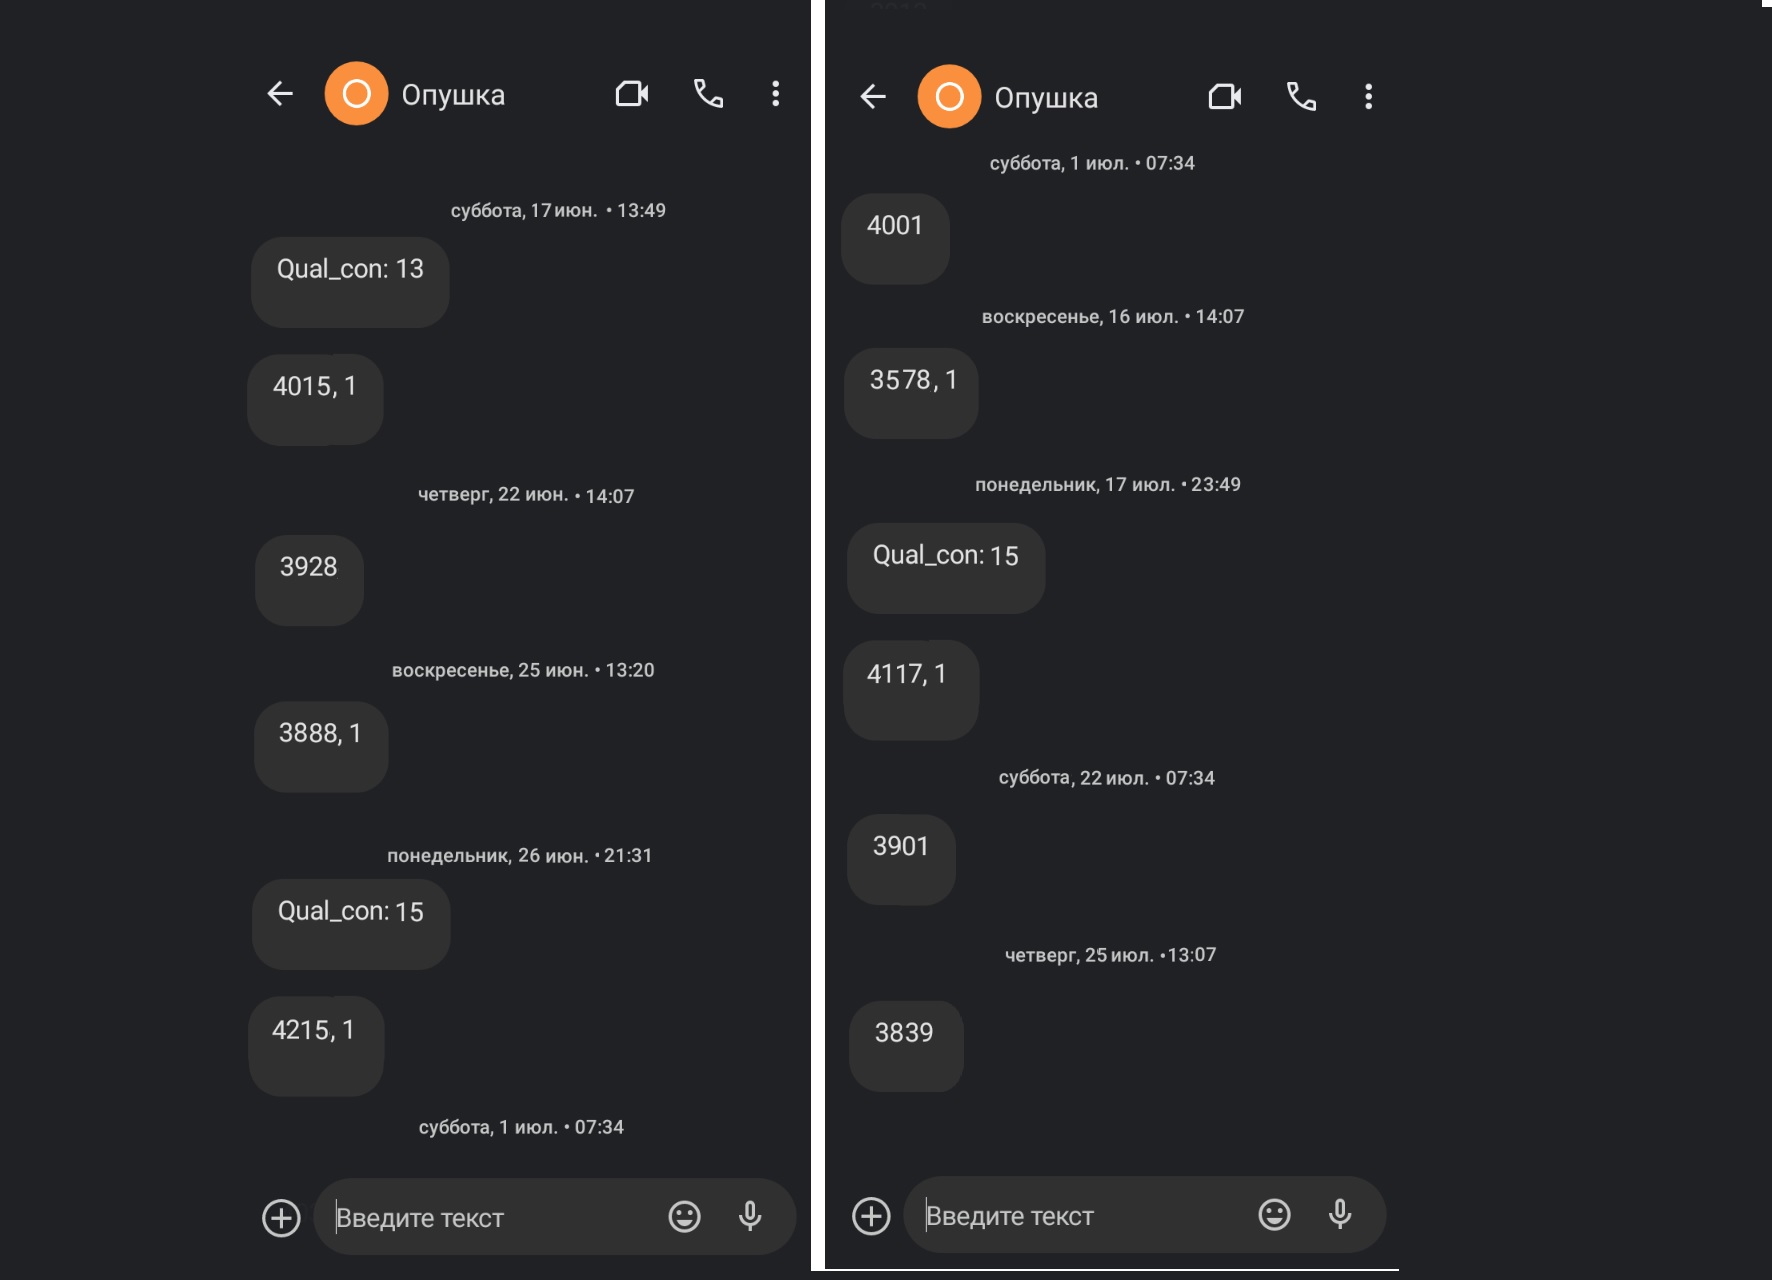 Опушка
суббота, 17 июн. • 13:49
Qual_con: 13
4015, 1
четверг, 22 июн. • 14:07
3928
воскресенье, 25 июн. • 13:20
3888, 1
понедельник, 26 июн. • 21:31
Qual_con: 15
4215, 1
суббота, 1 июл. • 07:34
Введите текст
Опушка
суббота, 1 июл. • 07:34
4001
воскресенье, 16 июл. • 14:07
3578, 1
понедельник, 17 июл. • 23:49
Qual_con: 15
4117, 1
суббота, 22 июл. • 07:34
3901
четверг, 25 июл. • 13:07
3839
Введите текст